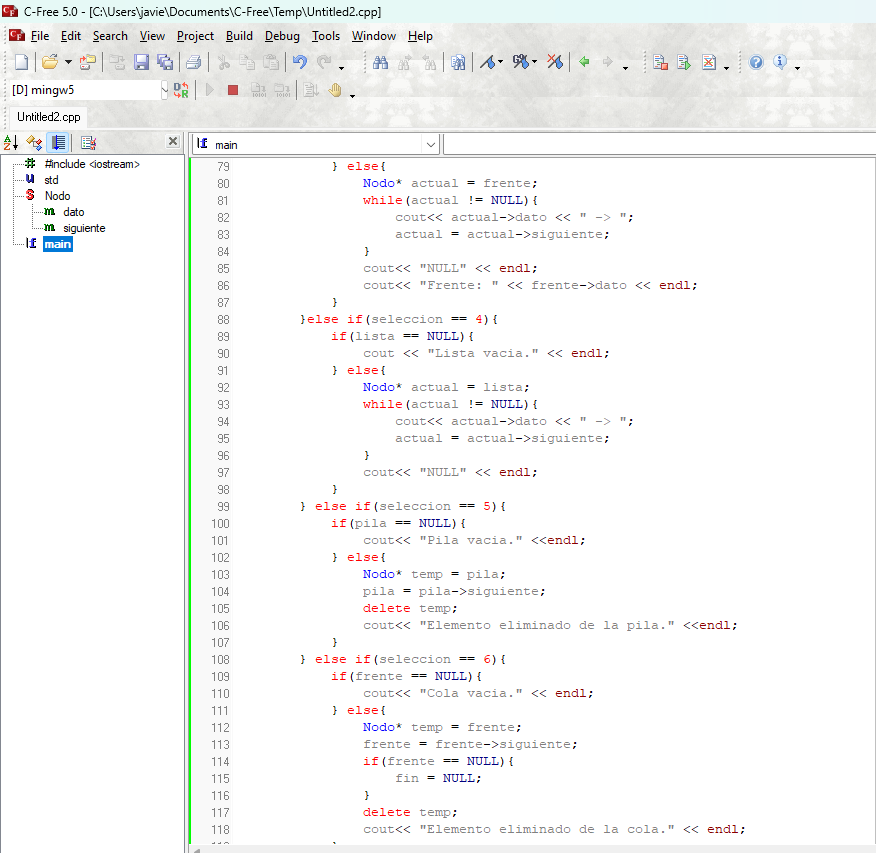 C-Free 5.0 - [C:\Users\javie\Documents\C-Free\Temp\Untitled2.cpp]
File Edit Search View Project Build Debug Tools Window Help
[D] mingw5
Untitled2.cpp
main
#include <iostream>
std
Nodo
dato
siguiente
main
79 } else{
80 Nodo* actual = frente;
81 while(actual != NULL){
82 cout<< actual->dato << " -> ";
83 actual = actual->siguiente;
84 }
85 cout<< "NULL" << endl;
86 cout<< "Frente: " << frente->dato << endl;
87 }
88 }else if(seleccion == 4){
89 if(lista == NULL){
90 cout << "Lista vacia." << endl;
91 } else{
92 Nodo* actual = lista;
93 while(actual != NULL){
94 cout<< actual->dato << " -> ";
95 actual = actual->siguiente;
96 }
97 cout<< "NULL" << endl;
98 }
99 } else if(seleccion == 5){
100 if(pila == NULL){
101 cout<< "Pila vacia." <<endl;
102 } else{
103 Nodo* temp = pila;
104 pila = pila->siguiente;
105 delete temp;
106 cout<< "Elemento eliminado de la pila." <<endl;
107 }
108 } else if(seleccion == 6){
109 if(frente == NULL){
110 cout<< "Cola vacia." << endl;
111 } else{
112 Nodo* temp = frente;
113 frente = frente->siguiente;
114 if(frente == NULL){
115 fin = NULL;
116 }
117 delete temp;
118 cout<< "Elemento eliminado de la cola." << endl;